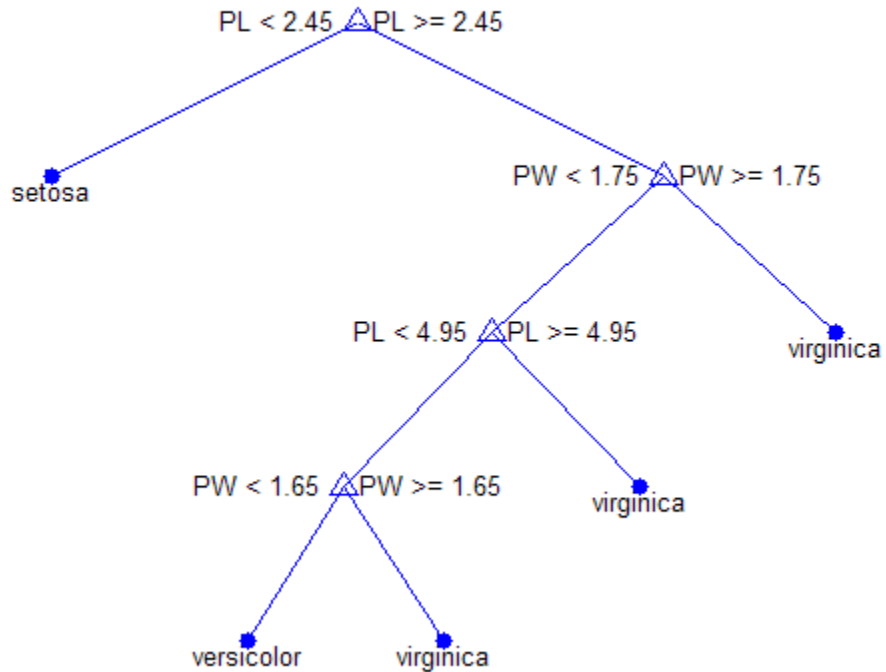 PL < 2.45 PL >= 2.45
setosa
PW < 1.75 PW >= 1.75
PL < 4.95 PL >= 4.95
virginica
PW < 1.65 PW >= 1.65
virginica
versicolor
virginica